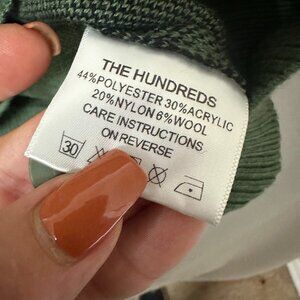 THE HUNDREDS
44%POLYESTER 30%ACRYLIC
20%NYLON 6%WOOL
CARE INSTRUCTIONS
ON REVERSE
30